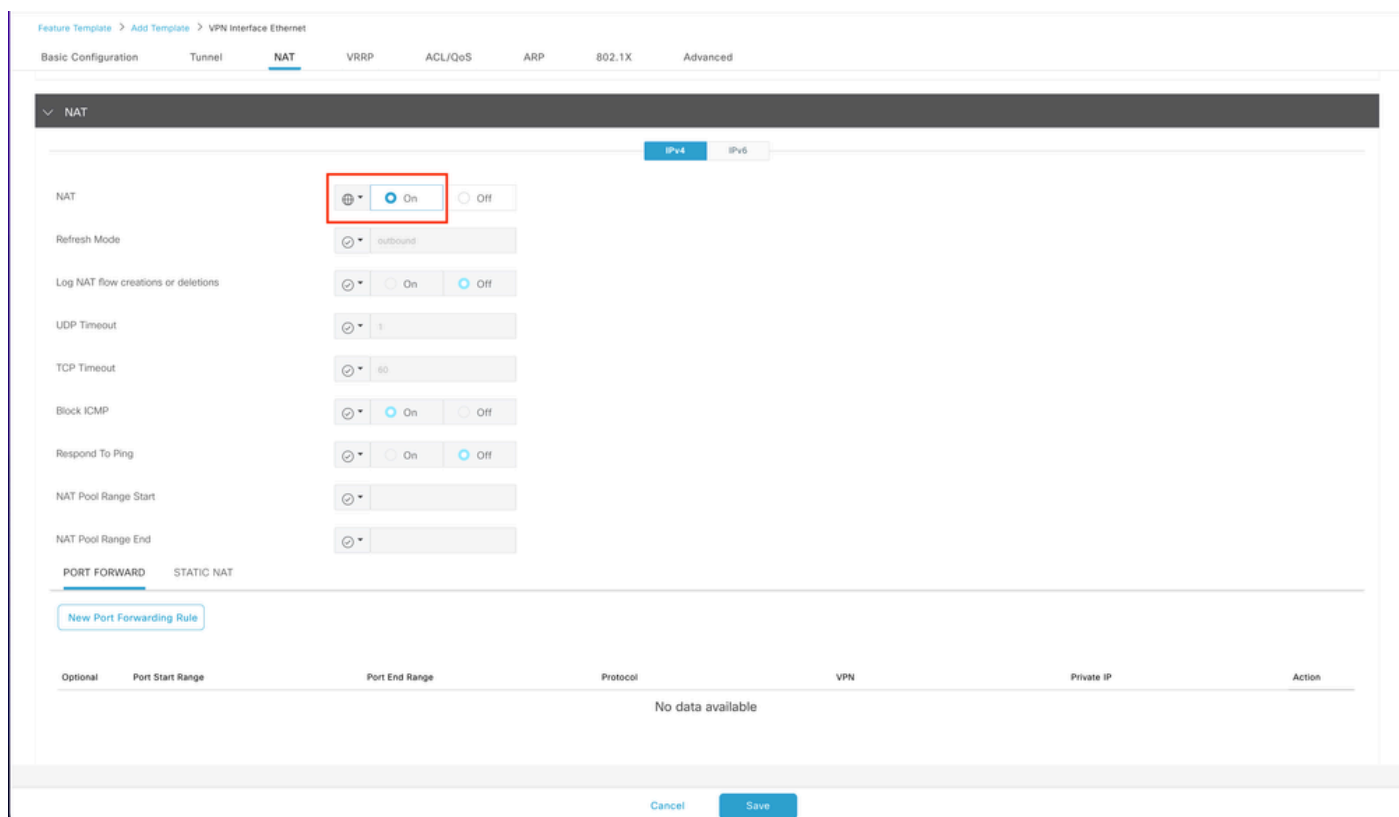 Feature Template > Add Template > VPN Interface Ethernet
Basic Configuration Tunnel NAT VRRP ACL/QoS ARP 802.1X Advanced
NAT
IPv4 IPv6
NAT On Off
Refresh Mode outbound
Log NAT flow creations or deletions On Off
UDP Timeout 1
TCP Timeout 60
Block ICMP On Off
Respond To Ping On Off
NAT Pool Range Start
NAT Pool Range End
PORT FORWARD STATIC NAT
New Port Forwarding Rule
Optional Port Start Range Port End Range Protocol VPN Private IP Action
No data available
Cancel Save